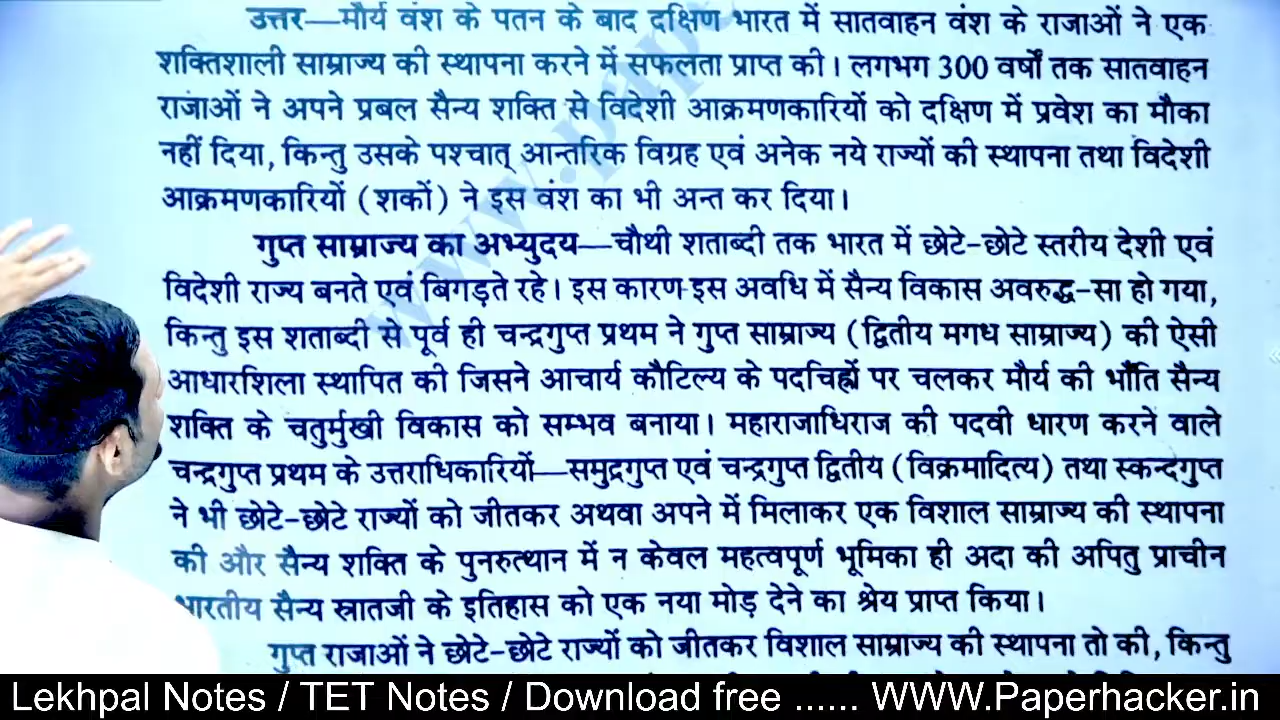 उत्तर—मौर्य वंश के पतन के बाद दक्षिण भारत में सातवाहन वंश के राजाओं ने एक
शक्तिशाली साम्राज्य की स्थापना करने में सफलता प्राप्त की। लगभग 300 वर्षों तक सातवाहन
राजाओं ने अपने प्रबल सैन्य शक्ति से विदेशी आक्रमणकारियों को दक्षिण में प्रवेश का मौका
नहीं दिया, किन्तु उसके पश्चात् आन्तरिक विग्रह एवं अनेक नये राज्यों की स्थापना तथा विदेशी
आक्रमणकारियों (शकों) ने इस वंश का भी अन्त कर दिया।
गुप्त साम्राज्य का अभ्युदय—चौथी शताब्दी तक भारत में छोटे-छोटे स्तरीय देशी एवं
विदेशी राज्य बनते एवं बिगड़ते रहे। इस कारण इस अवधि में सैन्य विकास अवरुद्ध-सा हो गया,
किन्तु इस शताब्दी से पूर्व ही चन्द्रगुप्त प्रथम ने गुप्त साम्राज्य (द्वितीय मगध साम्राज्य) की ऐसी
आधारशिला स्थापित की जिसने आचार्य कौटिल्य के पदचिह्नों पर चलकर मौर्य की भाँति सैन्य
शक्ति के चतुर्मुखी विकास को सम्भव बनाया। महाराजाधिराज की पदवी धारण करने वाले
चन्द्रगुप्त प्रथम के उत्तराधिकारियों—समुद्रगुप्त एवं चन्द्रगुप्त द्वितीय (विक्रमादित्य) तथा स्कन्दगुप्त
ने भी छोटे-छोटे राज्यों को जीतकर अथवा अपने में मिलाकर एक विशाल साम्राज्य की स्थापना
की और सैन्य शक्ति के पुनरुत्थान में न केवल महत्वपूर्ण भूमिका ही अदा की अपितु प्राचीन
भारतीय सैन्य स्रातजी के इतिहास को एक नया मोड़ देने का श्रेय प्राप्त किया।
गुप्त राजाओं ने छोटे-छोटे राज्यों को जीतकर विशाल साम्राज्य की स्थापना तो की, किन्तु
Lekhpal Notes / TET Notes / Download free ...... WWW.Paperhacker.in